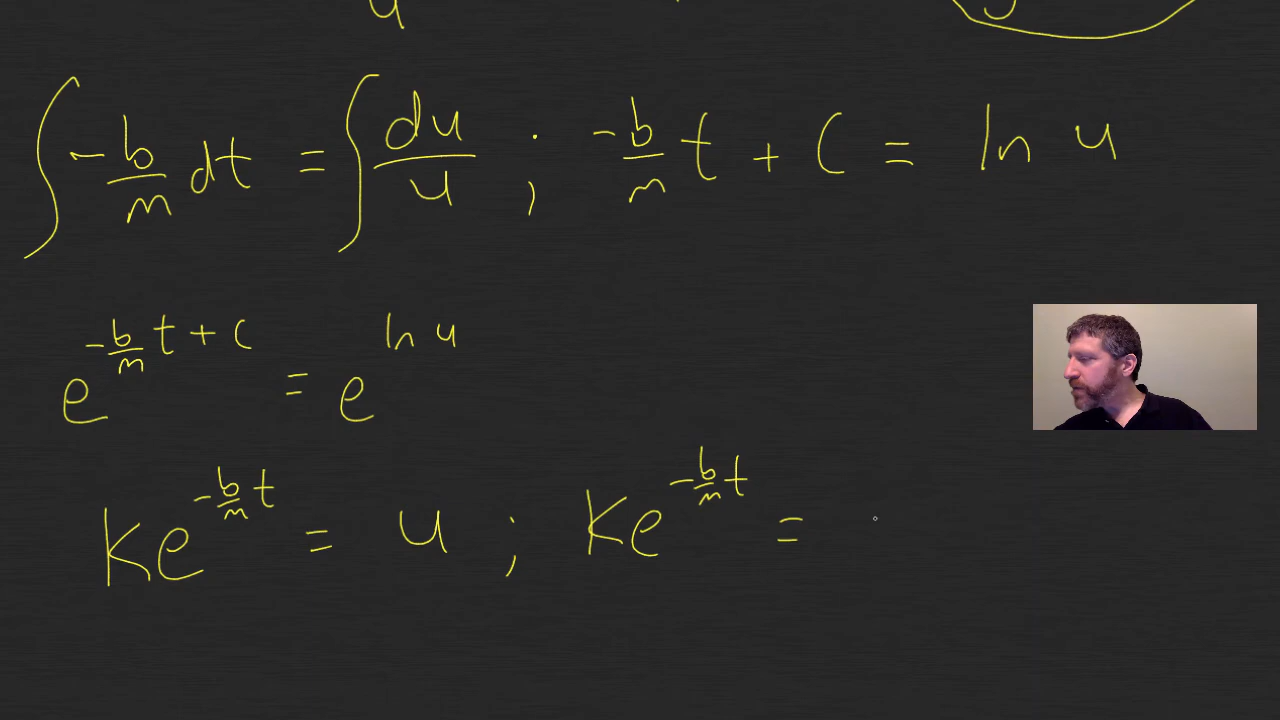 u
∫ -b/m dt = ∫ du/u ; -b/m t + C = ln u
e^(-b/m t + C) = e^(ln u)
Ke^(-b/m t) = u ; Ke^(-b/m t) =